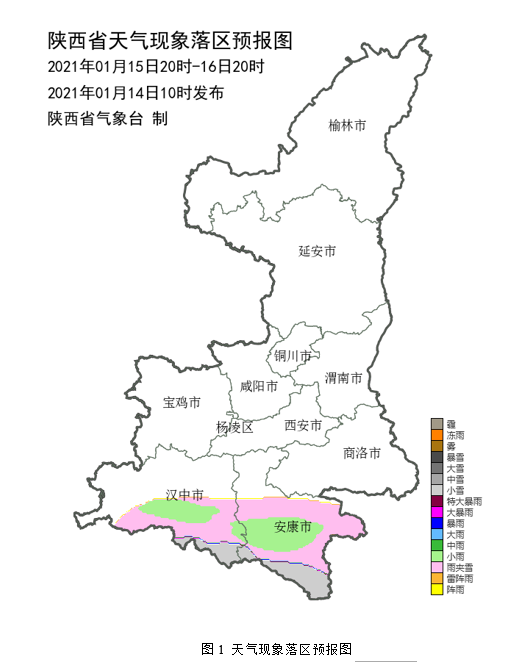 陕西省天气现象落区预报图
2021年01月15日20时-16日20时
2021年01月14日10时发布
陕西省气象台 制
榆林市
延安市
铜川市
渭南市
咸阳市
宝鸡市
杨凌区
西安市
商洛市
汉中市
安康市
霾
冻雨
雾
暴雪
大雪
中雪
小雪
特大暴雨
大暴雨
暴雨
大雨
中雨
小雨
雨夹雪
雷阵雨
阵雨
图 1 天气现象落区预报图